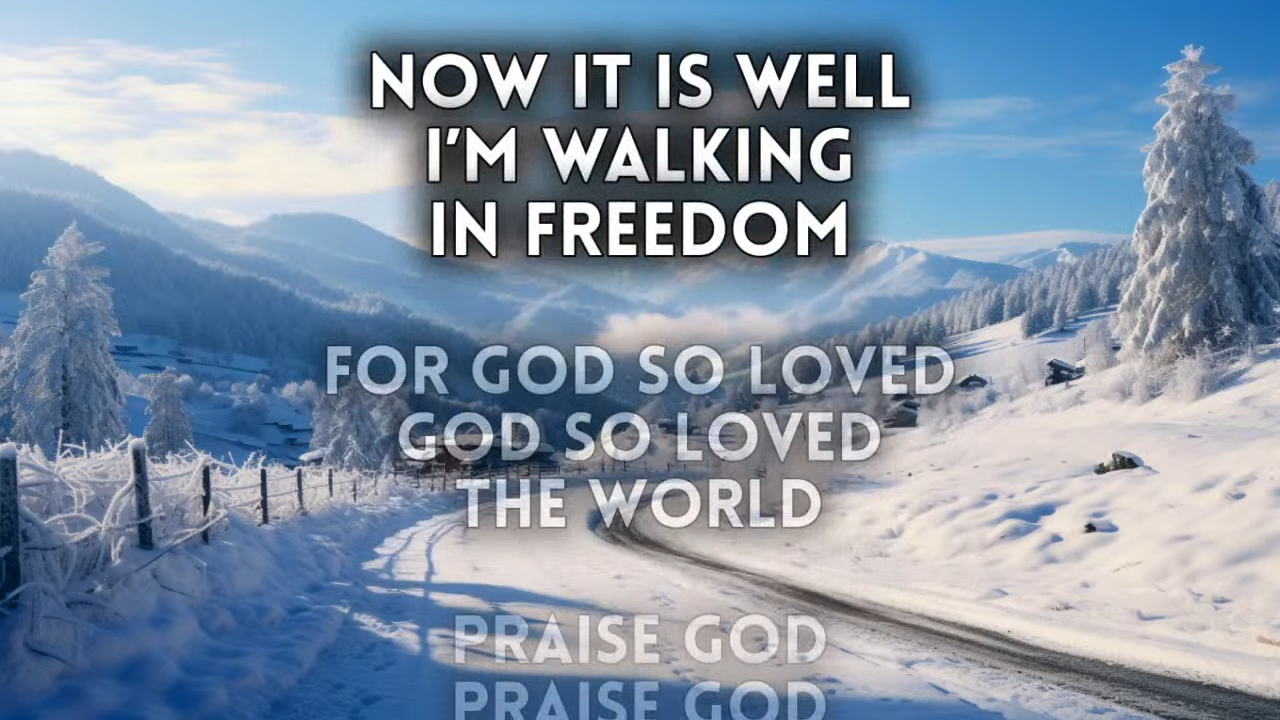 NOW IT IS WELL
I'M WALKING
IN FREEDOM
FOR GOD SO LOVED
GOD SO LOVED
THE WORLD
PRAISE GOD
PRAISE GOD